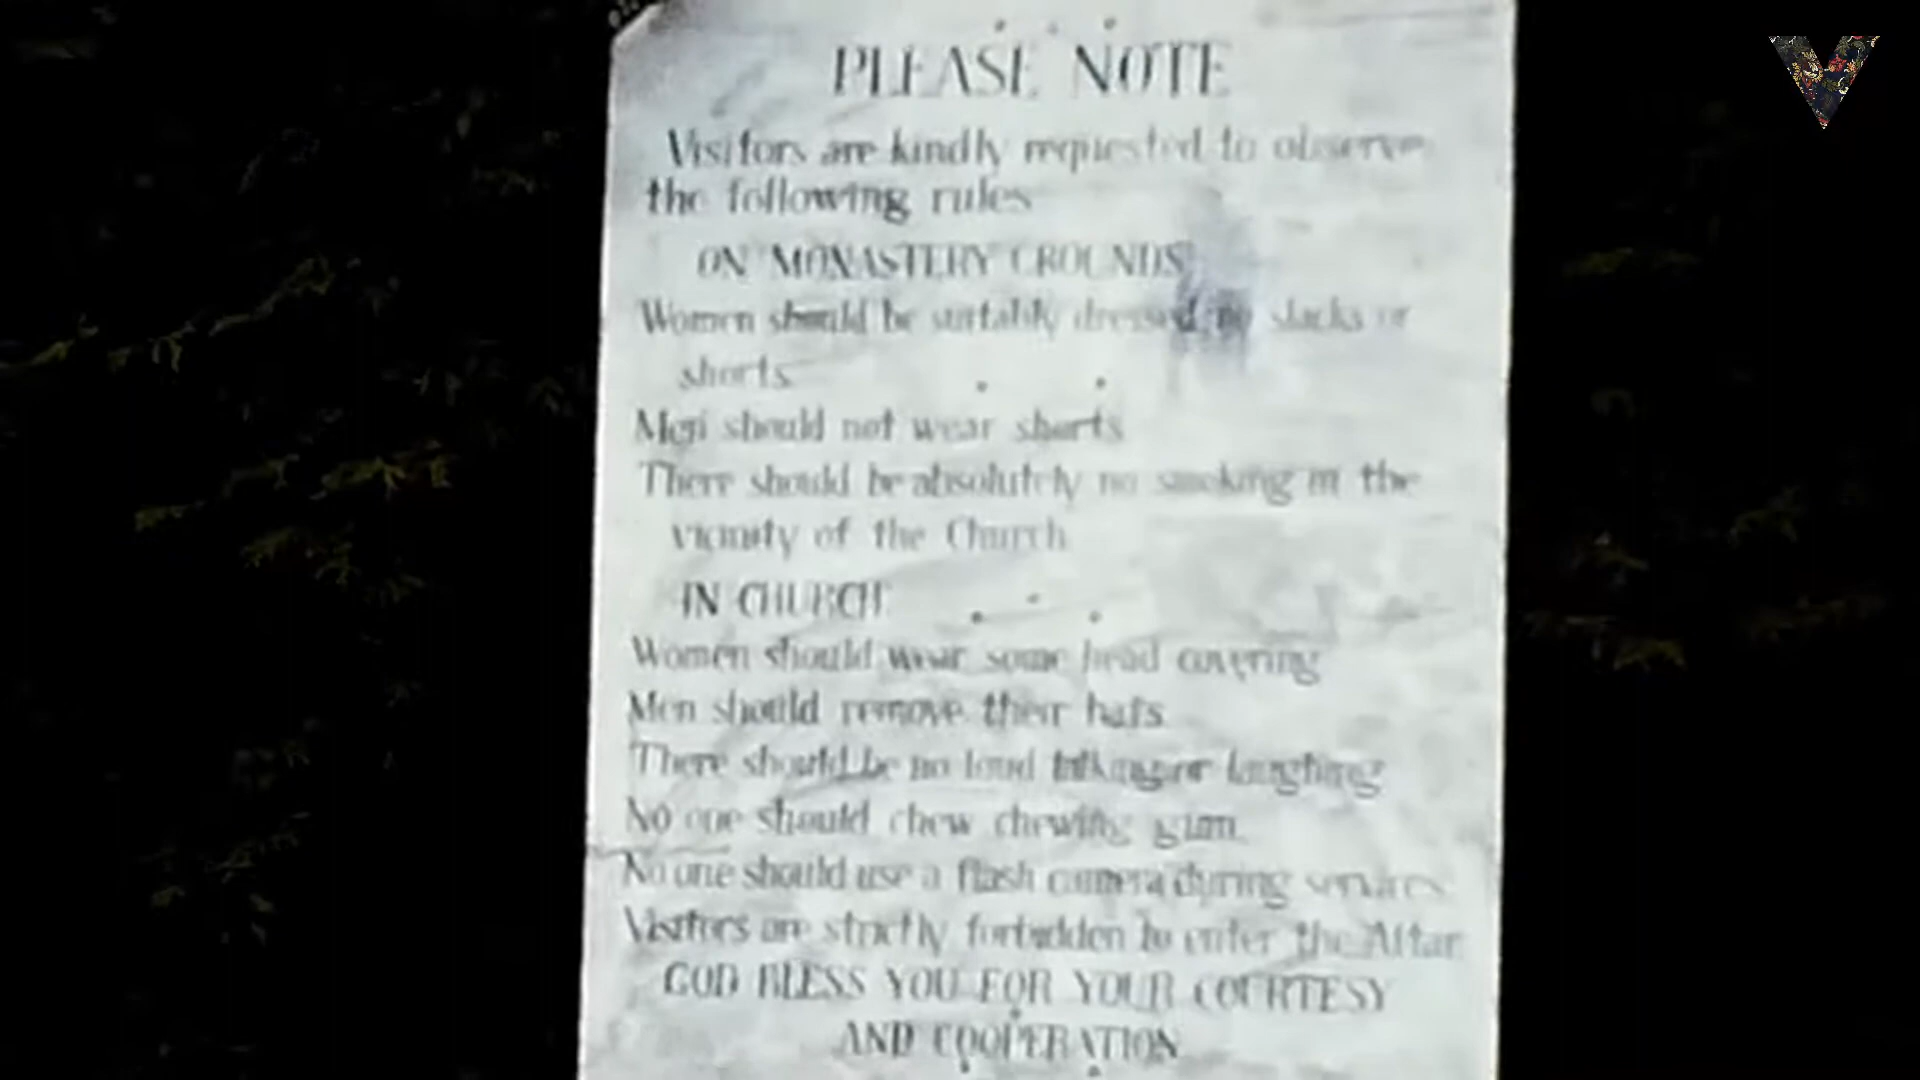 PLEASE NOTE
Visitors are kindly requested to observe
the following rules
ON MONASTERY GROUNDS
Women should be suitably dressed, no slacks or
shorts
Men should not wear shorts
There should be absolutely no smoking in the
vicinity of the Church
IN CHURCH
Women should wear some head covering
Men should remove their hats
There should be no loud talking or laughing
No one should chew chewing gum
No one should use a flash camera during services
Visitors are strictly forbidden to enter the Altar
GOD BLESS YOU FOR YOUR COURTESY
AND COOPERATION
V